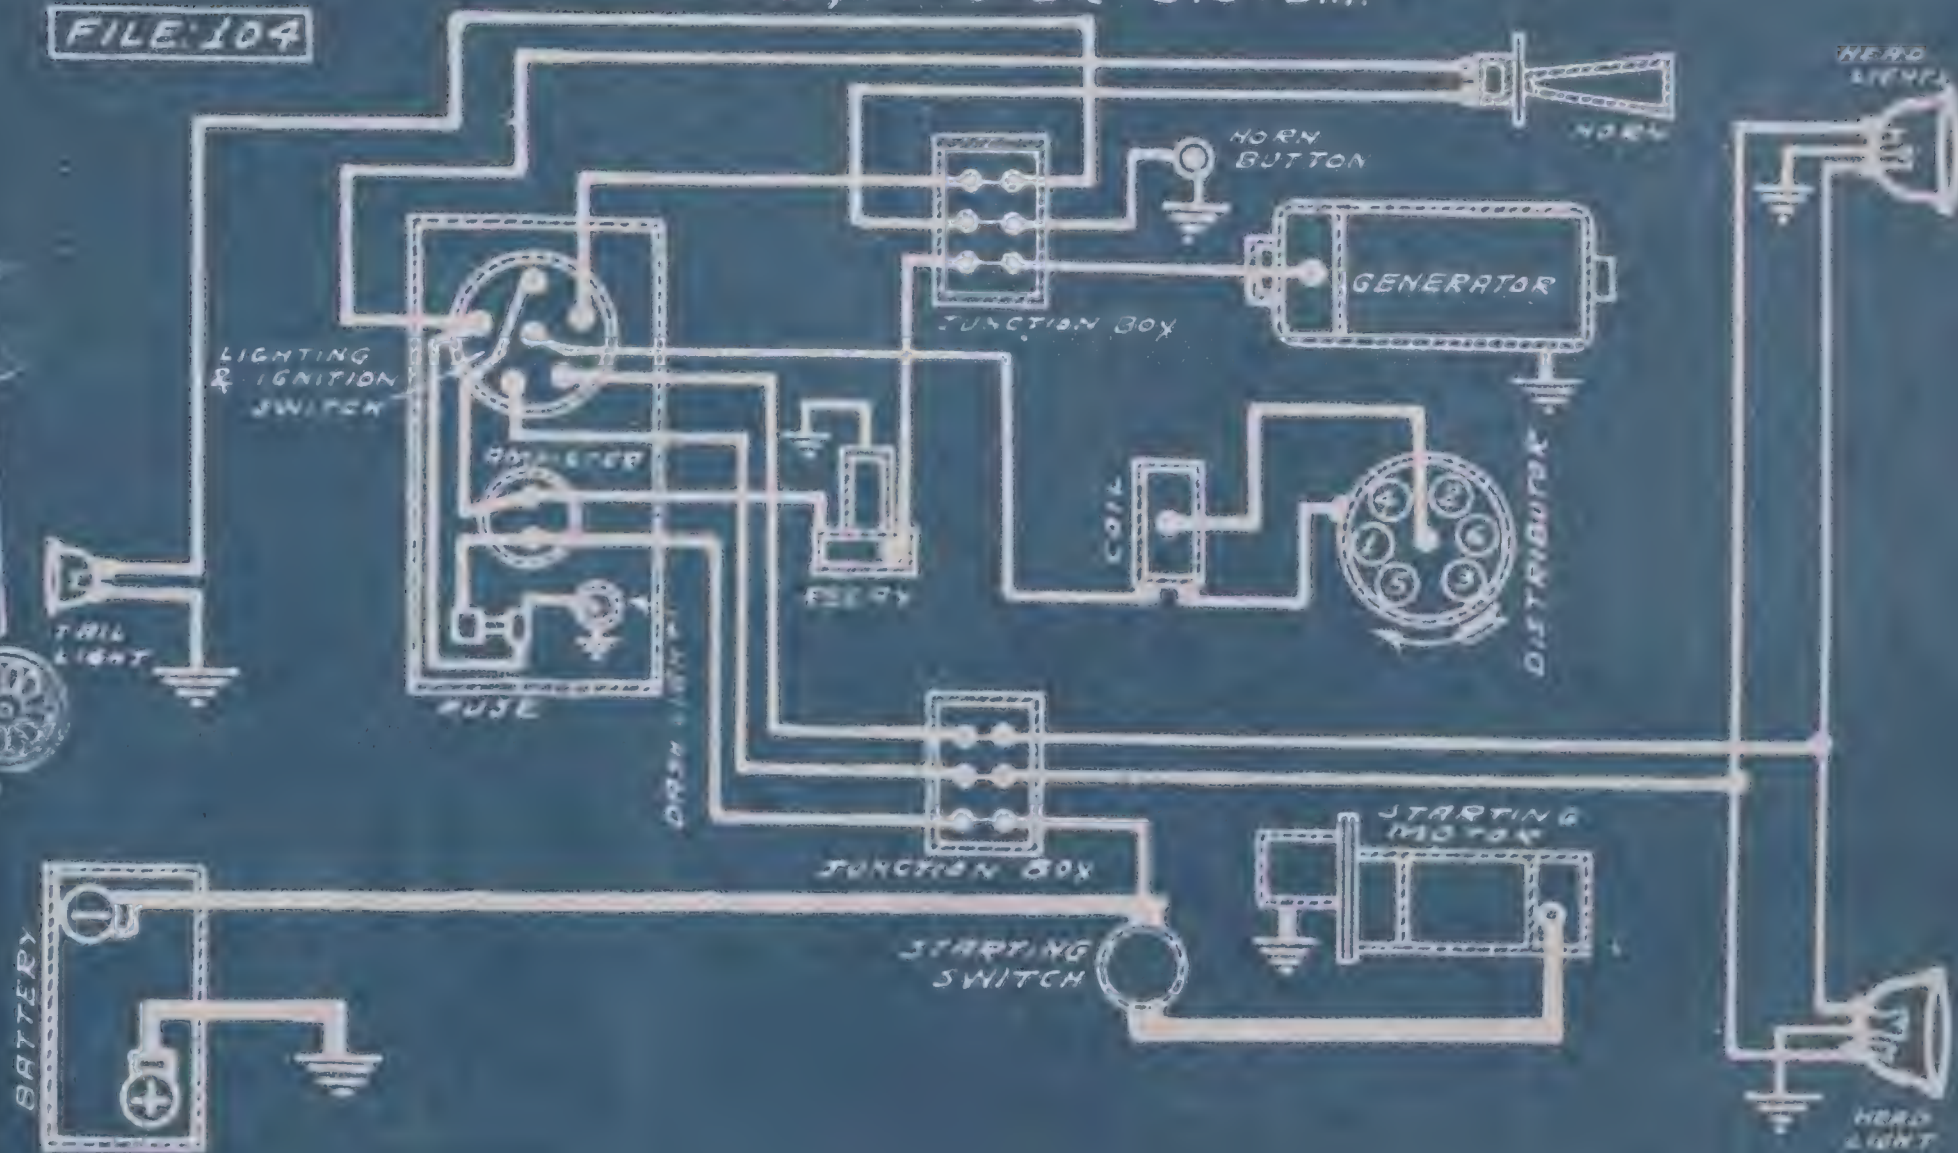 FILE:104
HEAD
LIGHT
HORN
HORN
BUTTON
GENERATOR
JUNCTION BOX
LIGHTING
& IGNITION
SWITCH
AMMETER
COIL
4
2
1
6
5
3
DISTRIBUTOR
TAIL
LIGHT
FUSE
DASH LIGHT
STARTING
MOTOR
JUNCTION BOX
STARTING
SWITCH
BATTERY
HEAD
LIGHT